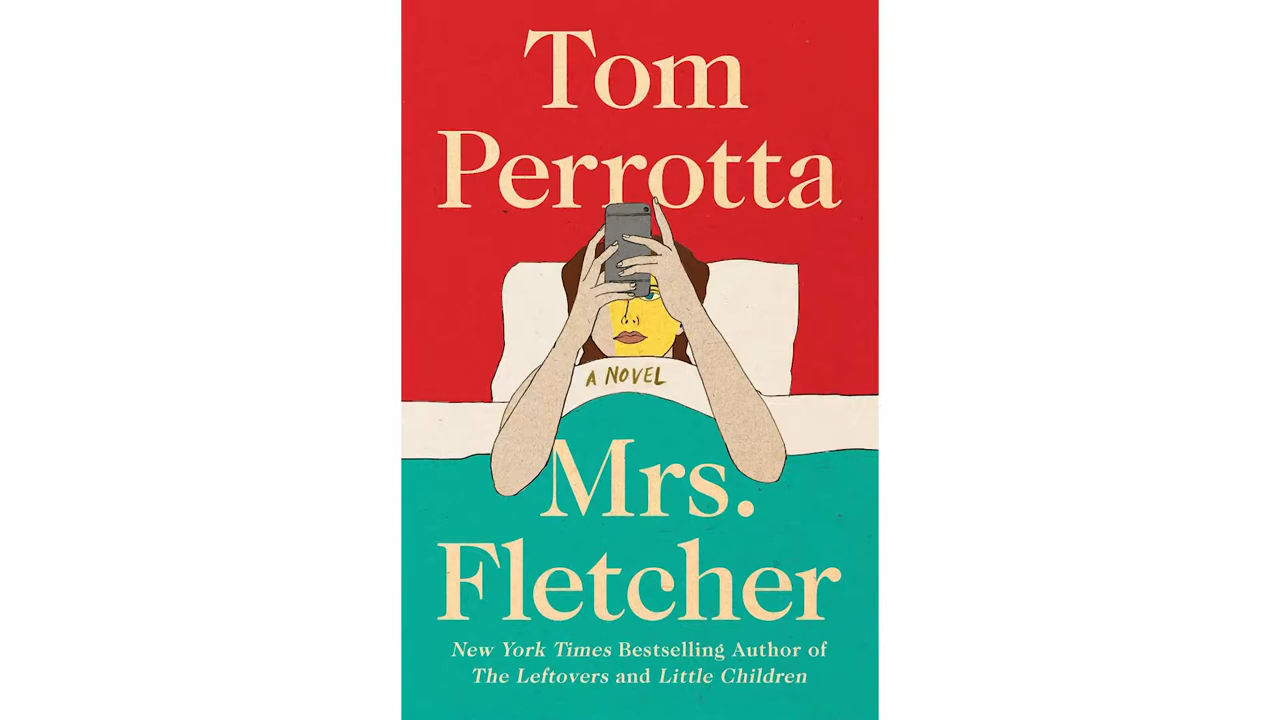 Tom
Perrotta
A NOVEL
Mrs.
Fletcher
New York Times Bestselling Author of
The Leftovers and Little Children